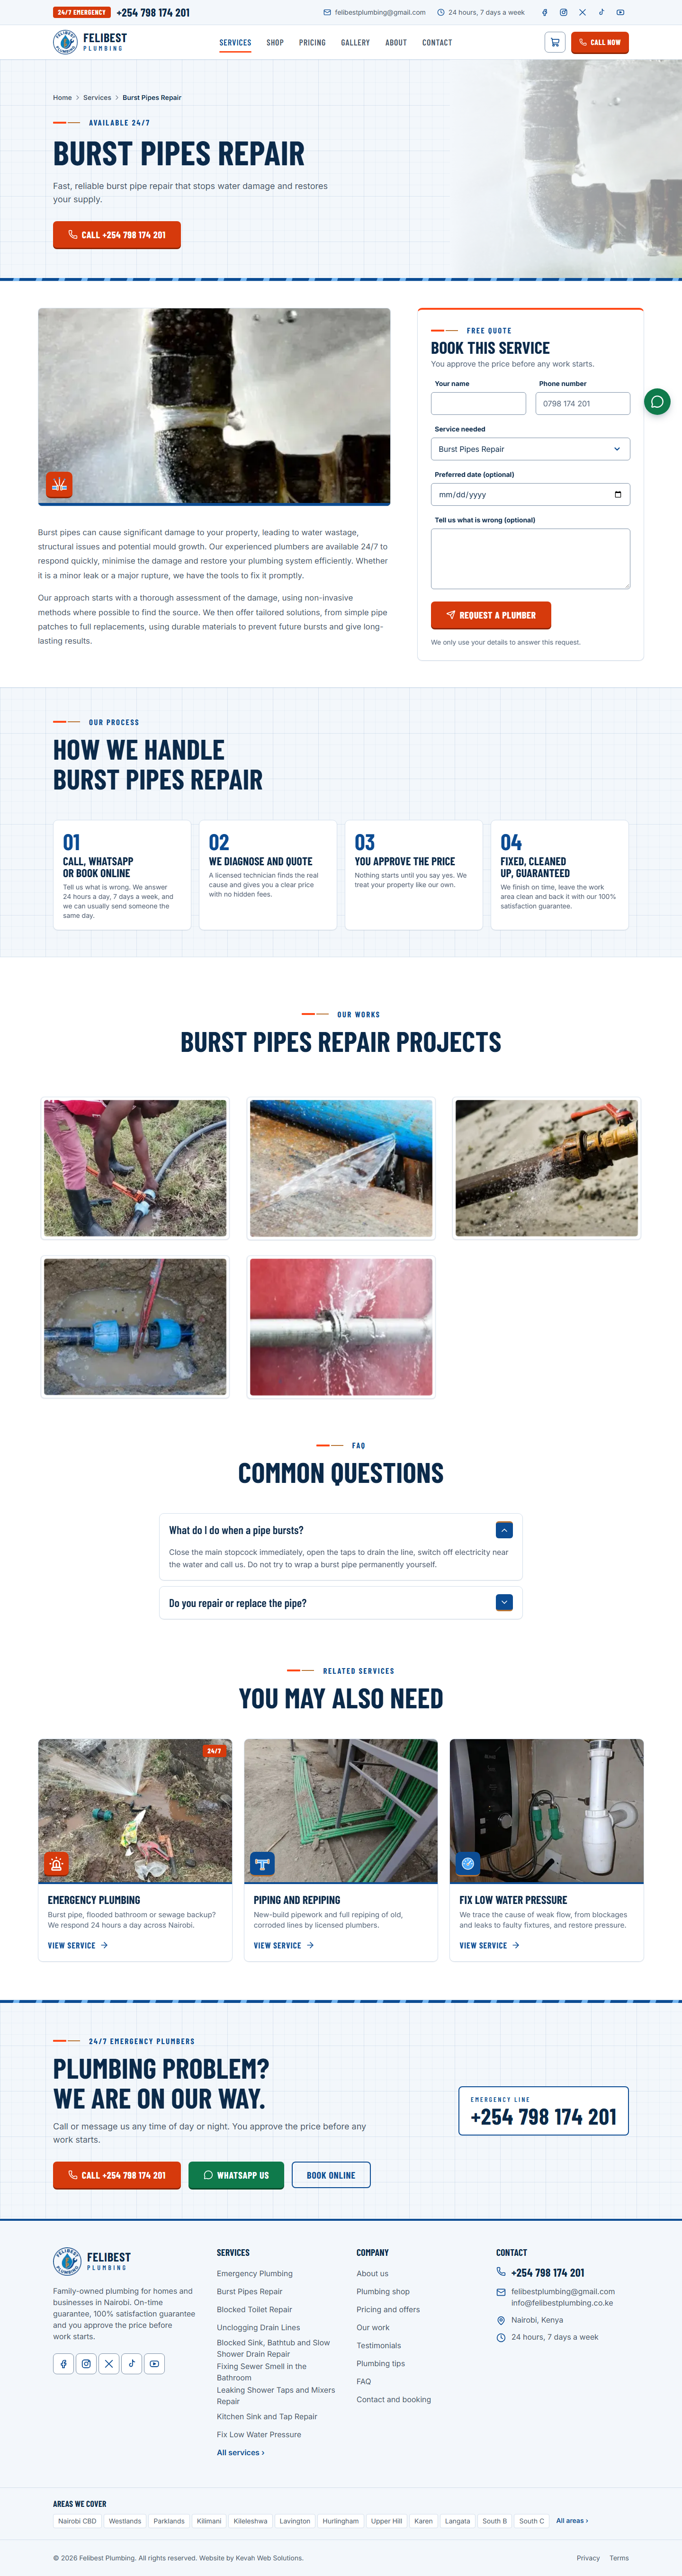 24/7 EMERGENCY +254 798 174 201
felibestplumbing@gmail.com 24 hours, 7 days a week
FELIBEST
PLUMBING
SERVICES SHOP PRICING GALLERY ABOUT CONTACT
CALL NOW
Home > Services > Burst Pipes Repair
AVAILABLE 24/7
BURST PIPES REPAIR
Fast, reliable burst pipe repair that stops water damage and restores
your supply.
CALL +254 798 174 201
Burst pipes can cause significant damage to your property, leading to water wastage,
structural issues and potential mould growth. Our experienced plumbers are available 24/7 to
respond quickly, minimise the damage and restore your plumbing system efficiently. Whether
it is a minor leak or a major rupture, we have the tools to fix it promptly.
Our approach starts with a thorough assessment of the damage, using non-invasive
methods where possible to find the source. We then offer tailored solutions, from simple pipe
patches to full replacements, using durable materials to prevent future bursts and give long-
lasting results.
FREE QUOTE
BOOK THIS SERVICE
You approve the price before any work starts.
Your name Phone number
0798 174 201
Service needed
Burst Pipes Repair
Preferred date (optional)
mm/dd/yyyy
Tell us what is wrong (optional)
REQUEST A PLUMBER
We only use your details to answer this request.
OUR PROCESS
HOW WE HANDLE
BURST PIPES REPAIR
01
CALL, WHATSAPP
OR BOOK ONLINE
Tell us what is wrong. We answer
24 hours a day, 7 days a week, and
we can usually send someone the
same day.
02
WE DIAGNOSE AND QUOTE
A licensed technician finds the real
cause and gives you a clear price
with no hidden fees.
03
YOU APPROVE THE PRICE
Nothing starts until you say yes. We
treat your property like our own.
04
FIXED, CLEANED
UP, GUARANTEED
We finish on time, leave the work
area clean and back it with our 100%
satisfaction guarantee.
OUR WORKS
BURST PIPES REPAIR PROJECTS
FAQ
COMMON QUESTIONS
What do I do when a pipe bursts?
Close the main stopcock immediately, open the taps to drain the line, switch off electricity near
the water and call us. Do not try to wrap a burst pipe permanently yourself.
Do you repair or replace the pipe?
RELATED SERVICES
YOU MAY ALSO NEED
24/7
EMERGENCY PLUMBING
Burst pipe, flooded bathroom or sewage backup?
We respond 24 hours a day across Nairobi.
VIEW SERVICE
PIPING AND REPIPING
New-build pipework and full repiping of old,
corroded lines by licensed plumbers.
VIEW SERVICE
FIX LOW WATER PRESSURE
We trace the cause of weak flow, from blockages
and leaks to faulty fixtures, and restore pressure.
VIEW SERVICE
24/7 EMERGENCY PLUMBERS
PLUMBING PROBLEM?
WE ARE ON OUR WAY.
Call or message us any time of day or night. You approve the price before any
work starts.
CALL +254 798 174 201 WHATSAPP US BOOK ONLINE
EMERGENCY LINE
+254 798 174 201
FELIBEST
PLUMBING
Family-owned plumbing for homes and
businesses in Nairobi. On-time
guarantee, 100% satisfaction guarantee
and you approve the price before
work starts.
SERVICES
Emergency Plumbing
Burst Pipes Repair
Blocked Toilet Repair
Unclogging Drain Lines
Blocked Sink, Bathtub and Slow
Shower Drain Repair
Fixing Sewer Smell in the
Bathroom
Leaking Shower Taps and Mixers
Repair
Kitchen Sink and Tap Repair
Fix Low Water Pressure
All services ›
COMPANY
About us
Plumbing shop
Pricing and offers
Our work
Testimonials
Plumbing tips
FAQ
Contact and booking
CONTACT
+254 798 174 201
felibestplumbing@gmail.com
info@felibestplumbing.co.ke
Nairobi, Kenya
24 hours, 7 days a week
AREAS WE COVER
Nairobi CBD Westlands Parklands Kilimani Kileleshwa Lavington Hurlingham Upper Hill Karen Langata South B South C All areas ›
© 2026 Felibest Plumbing. All rights reserved. Website by Kevah Web Solutions.
Privacy Terms